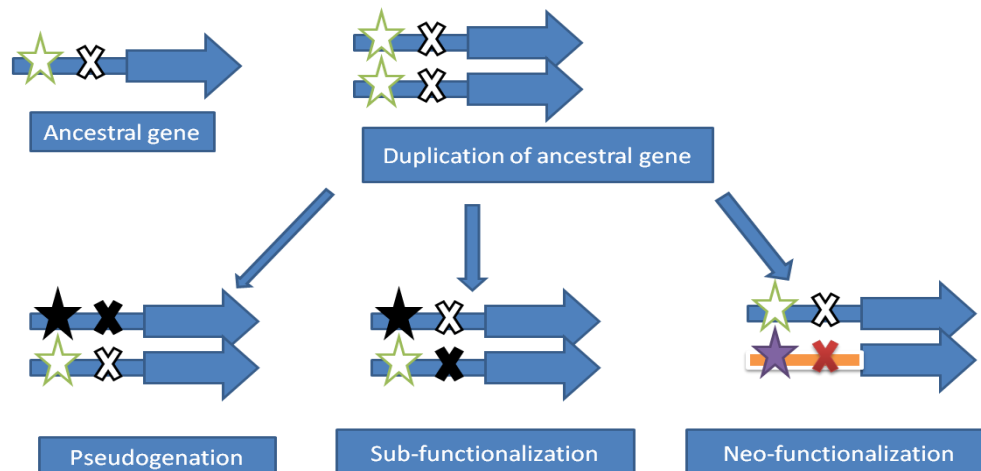 Ancestral gene
Duplication of ancestral gene
Pseudogenation
Sub-functionalization
Neo-functionalization